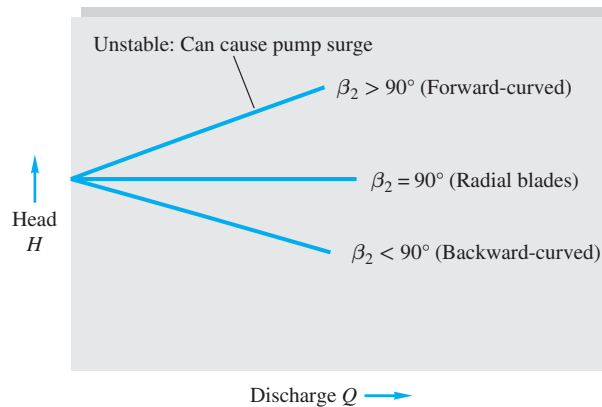 Unstable: Can cause pump surge
β₂ > 90° (Forward-curved)
β₂ = 90° (Radial blades)
Head
H
β₂ < 90° (Backward-curved)
Discharge Q